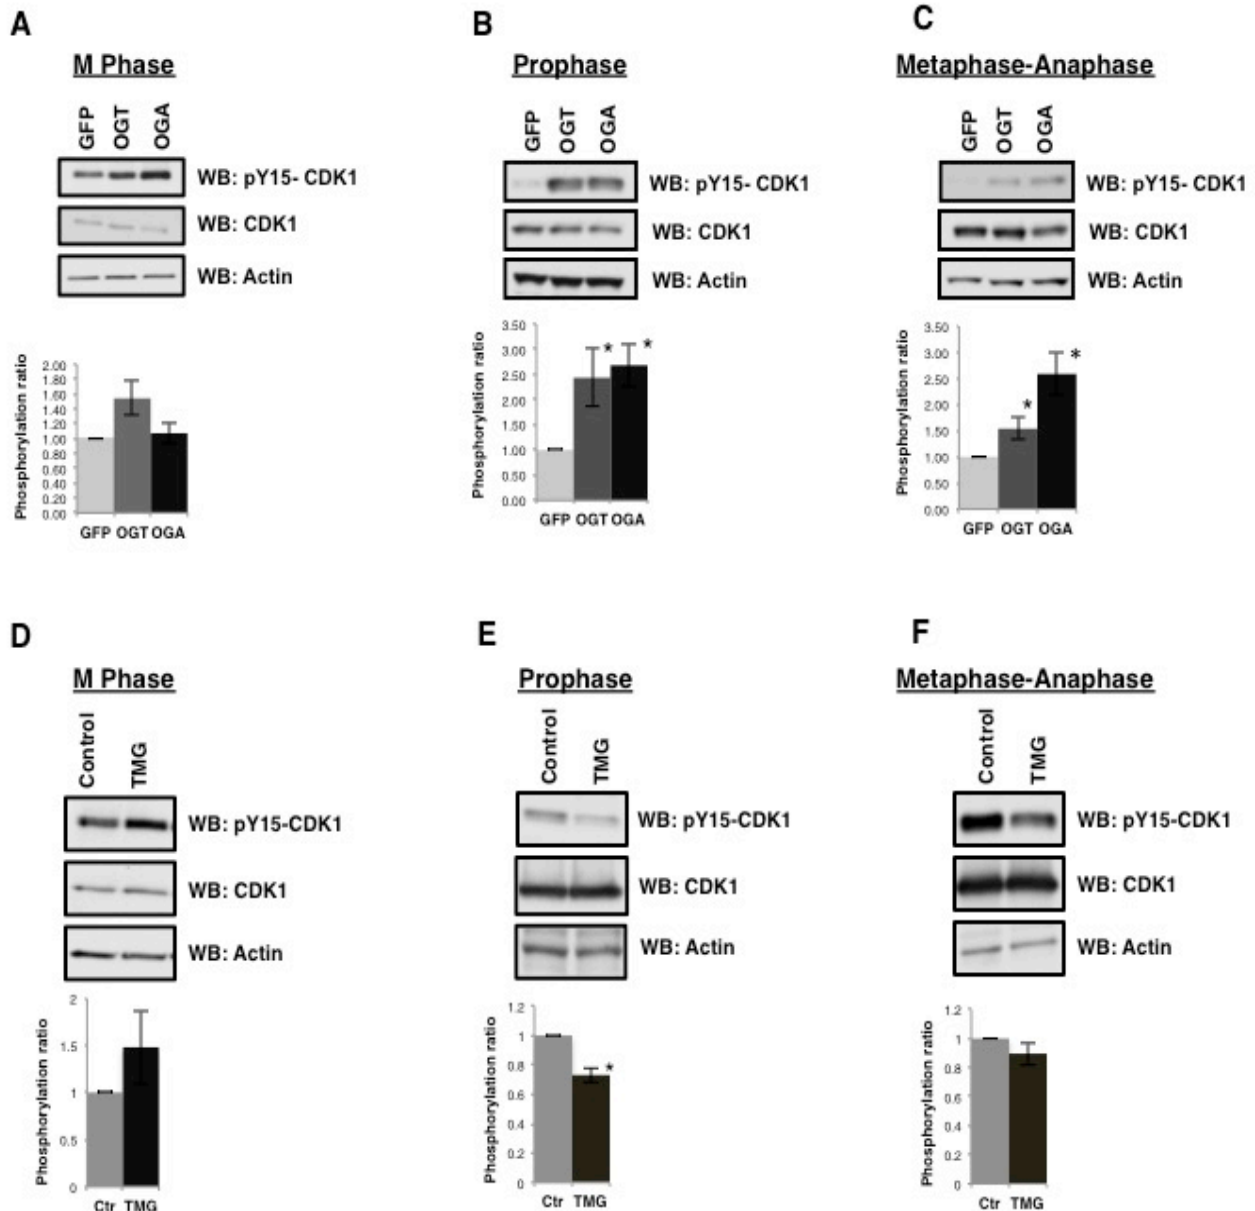 A
M Phase
GFP
OGT
OGA
WB: pY15- CDK1
WB: CDK1
WB: Actin
Phosphorylation ratio
2.00
1.80
1.60
1.40
1.20
1.00
0.80
0.60
0.40
0.20
0.00
GFP OGT OGA
B
Prophase
GFP
OGT
OGA
WB: pY15- CDK1
WB: CDK1
WB: Actin
Phosphorylation ratio
3.50
3.00
2.50
2.00
1.50
1.00
0.50
0.00
* *
GFP OGT OGA
C
Metaphase-Anaphase
GFP
OGT
OGA
WB: pY15- CDK1
WB: CDK1
WB: Actin
Phosphorylation ratio
3.50
3.00
2.50
2.00
1.50
1.00
0.50
0.00
*
*
GFP OGT OGA
D
M Phase
Control
TMG
WB: pY15-CDK1
WB: CDK1
WB: Actin
Phosphorylation ratio
2
1.5
1
0.5
0
Ctr TMG
E
Prophase
Control
TMG
WB: pY15-CDK1
WB: CDK1
WB: Actin
Phosphorylation ratio
1.2
1
0.8
0.6
0.4
0.2
0
*
Ctr TMG
F
Metaphase-Anaphase
Control
TMG
WB: pY15-CDK1
WB: CDK1
WB: Actin
Phosphorylation ratio
1.2
1
0.8
0.6
0.4
0.2
0
Ctr TMG